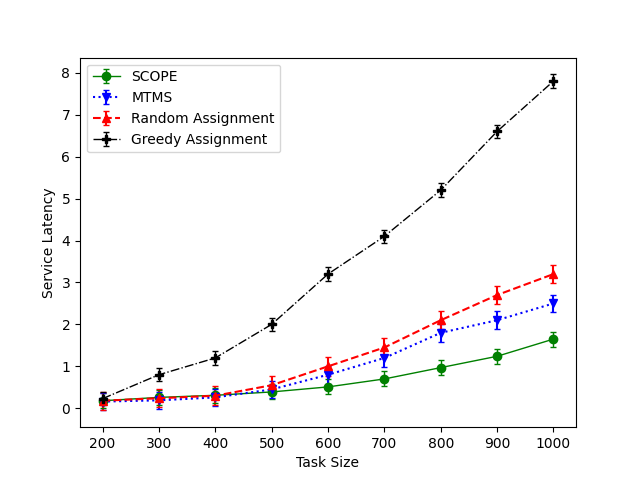 SCOPE
MTMS
Random Assignment
Greedy Assignment
8
7
6
5
4
3
2
1
0
Service Latency
200 300 400 500 600 700 800 900 1000
Task Size